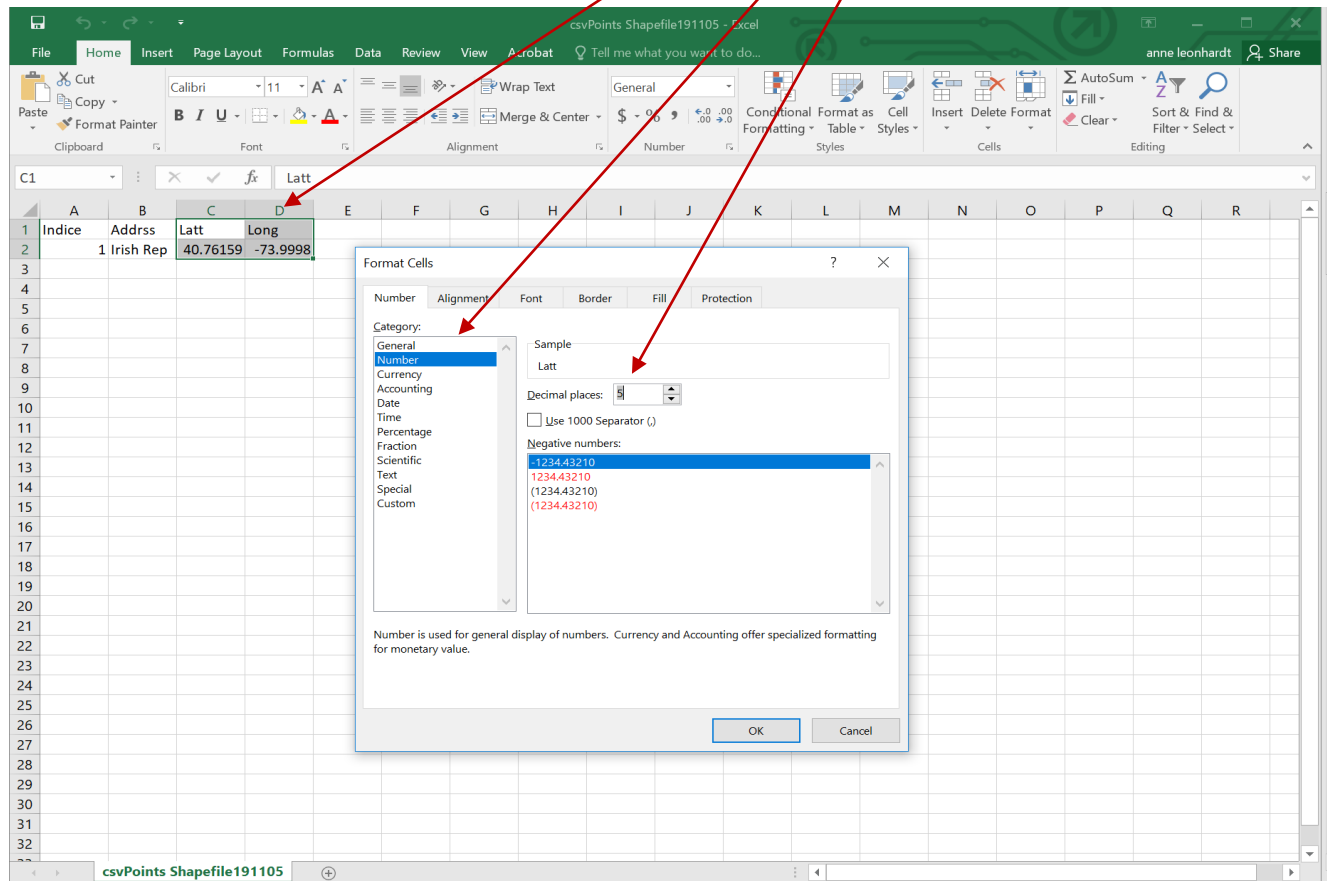 csvPoints Shapefile191105 - Excel
File Home Insert Page Layout Formulas Data Review View Acrobat Tell me what you want to do... anne leonhardt Share
Cut
Copy
Format Painter
Paste
Clipboard
Calibri 11 A A
B I U A
Font
Wrap Text
Merge & Center
Alignment
General
$ % , .0 .00 .00 .0
Number
Conditional Formatting
Format as Table
Cell Styles
Styles
Insert Delete Format
Cells
AutoSum
Fill
Clear
Sort & Filter
Find & Select
Editing
C1 fx Latt
A B C D E F G H I J K L M N O P Q R
1 Indice Addrss Latt Long
2 1 Irish Rep 40.76159 -73.9998
3
4
5
6
7
8
9
10
11
12
13
14
15
16
17
18
19
20
21
22
23
24
25
26
27
28
29
30
31
32
Format Cells ? 
Number Alignment Font Border Fill Protection
Category:
General
Number
Currency
Accounting
Date
Time
Percentage
Fraction
Scientific
Text
Special
Custom
Sample
Latt
Decimal places: 5
Use 1000 Separator (,)
Negative numbers:
-1234.43210
1234.43210
(1234.43210)
(1234.43210)
Number is used for general display of numbers. Currency and Accounting offer specialized formatting
for monetary value.
OK Cancel
csvPoints Shapefile191105